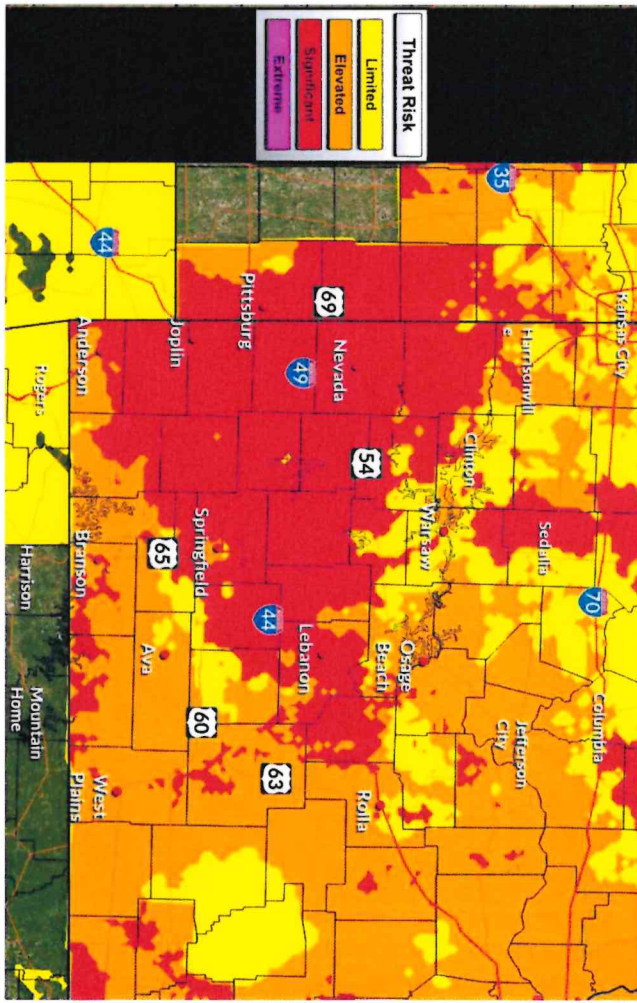 Threat Risk
Limited
Elevated
Significant
Extreme
35
Kansas City
69
Harrisonvill
e
Clinton
Sedalia
70
Columbia
Nevada
54
Warsaw
Osage
Beach
Jefferson
City
Pittsburg
49
Lebanon
Rolla
Joplin
Springfield
44
63
44
Anderson
65
60
Ava
West
Plains
Rogers
Branson
Harrison
Mountain
Home